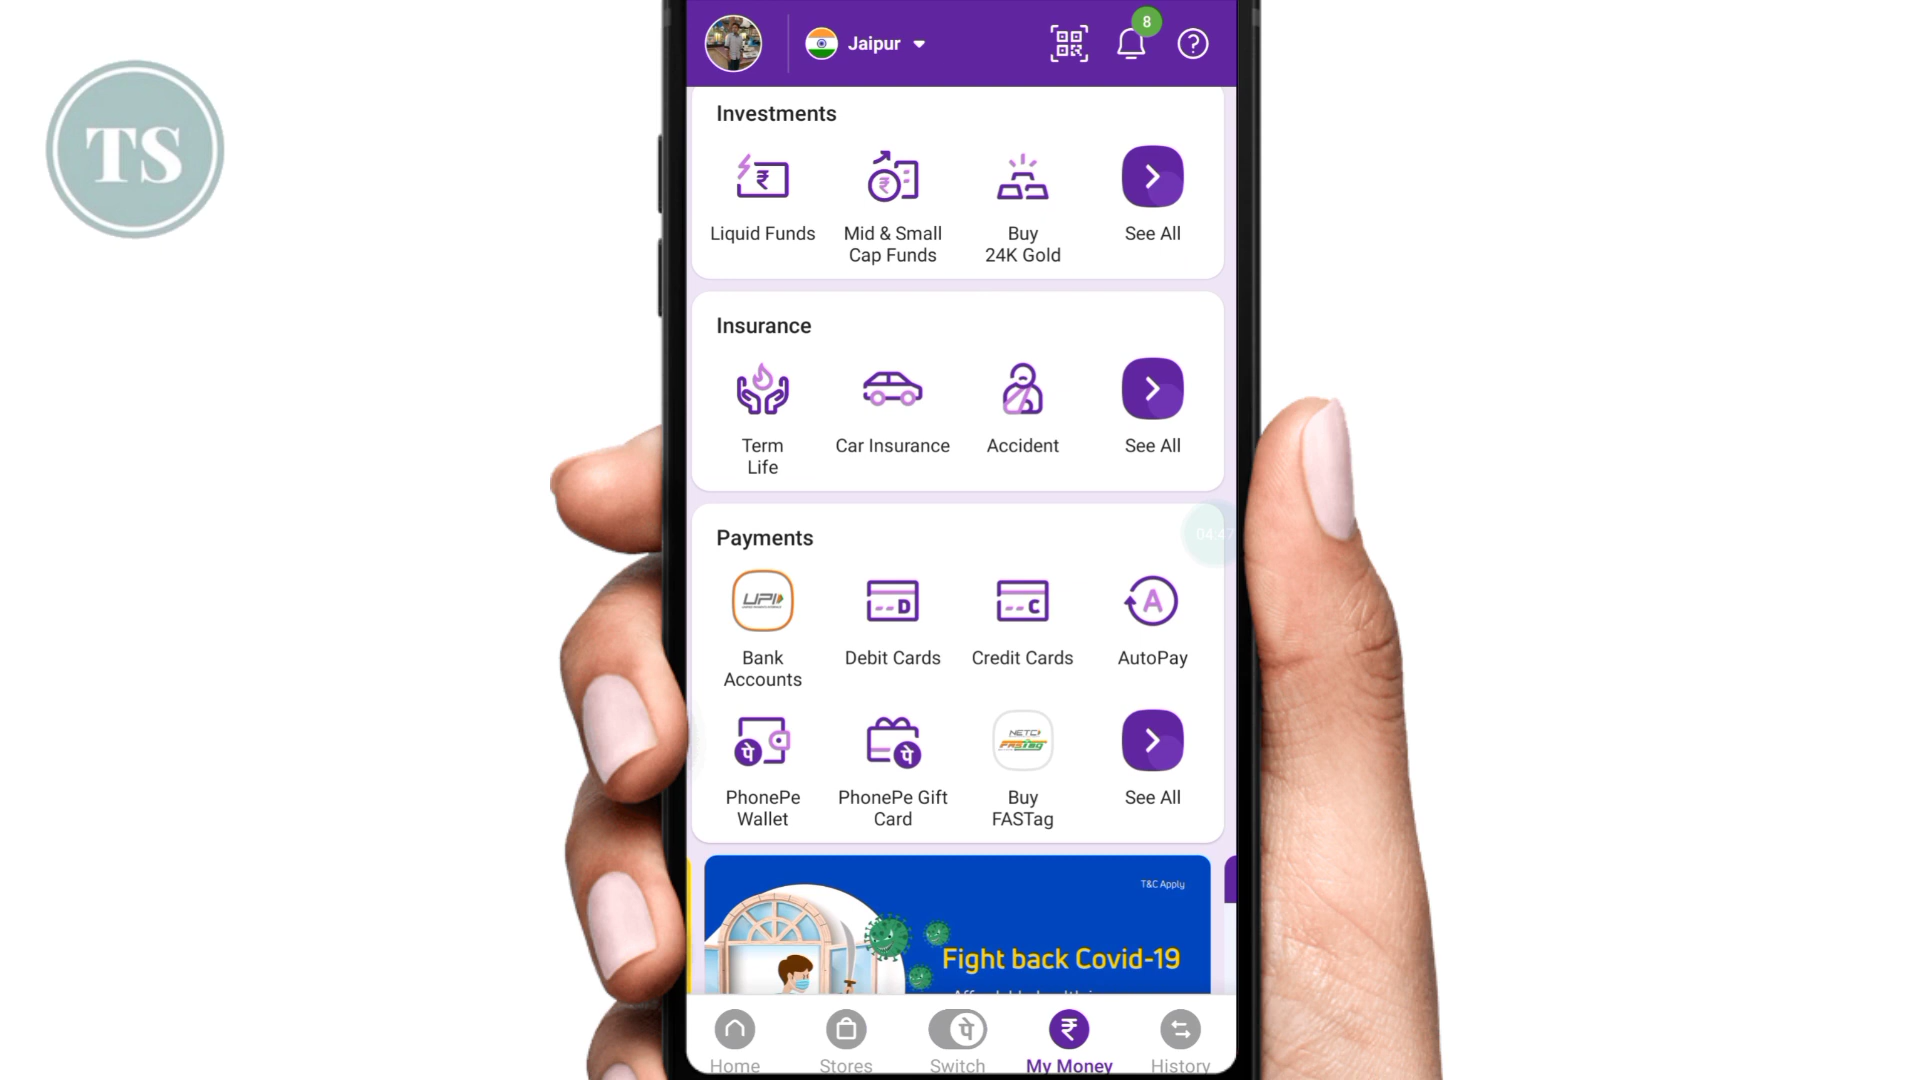 TS
Jaipur
8
Investments
Liquid Funds
Mid & Small
Cap Funds
Buy
24K Gold
See All
Insurance
Term
Life
Car Insurance
Accident
See All
04:47
Payments
UPI
D
C
A
Bank
Accounts
Debit Cards
Credit Cards
AutoPay
पे
पे
NETC
FASTag
PhonePe
Wallet
PhonePe Gift
Card
Buy
FASTag
See All
T&C Apply
Fight back Covid-19
पे
Home
Stores
Switch
My Money
History